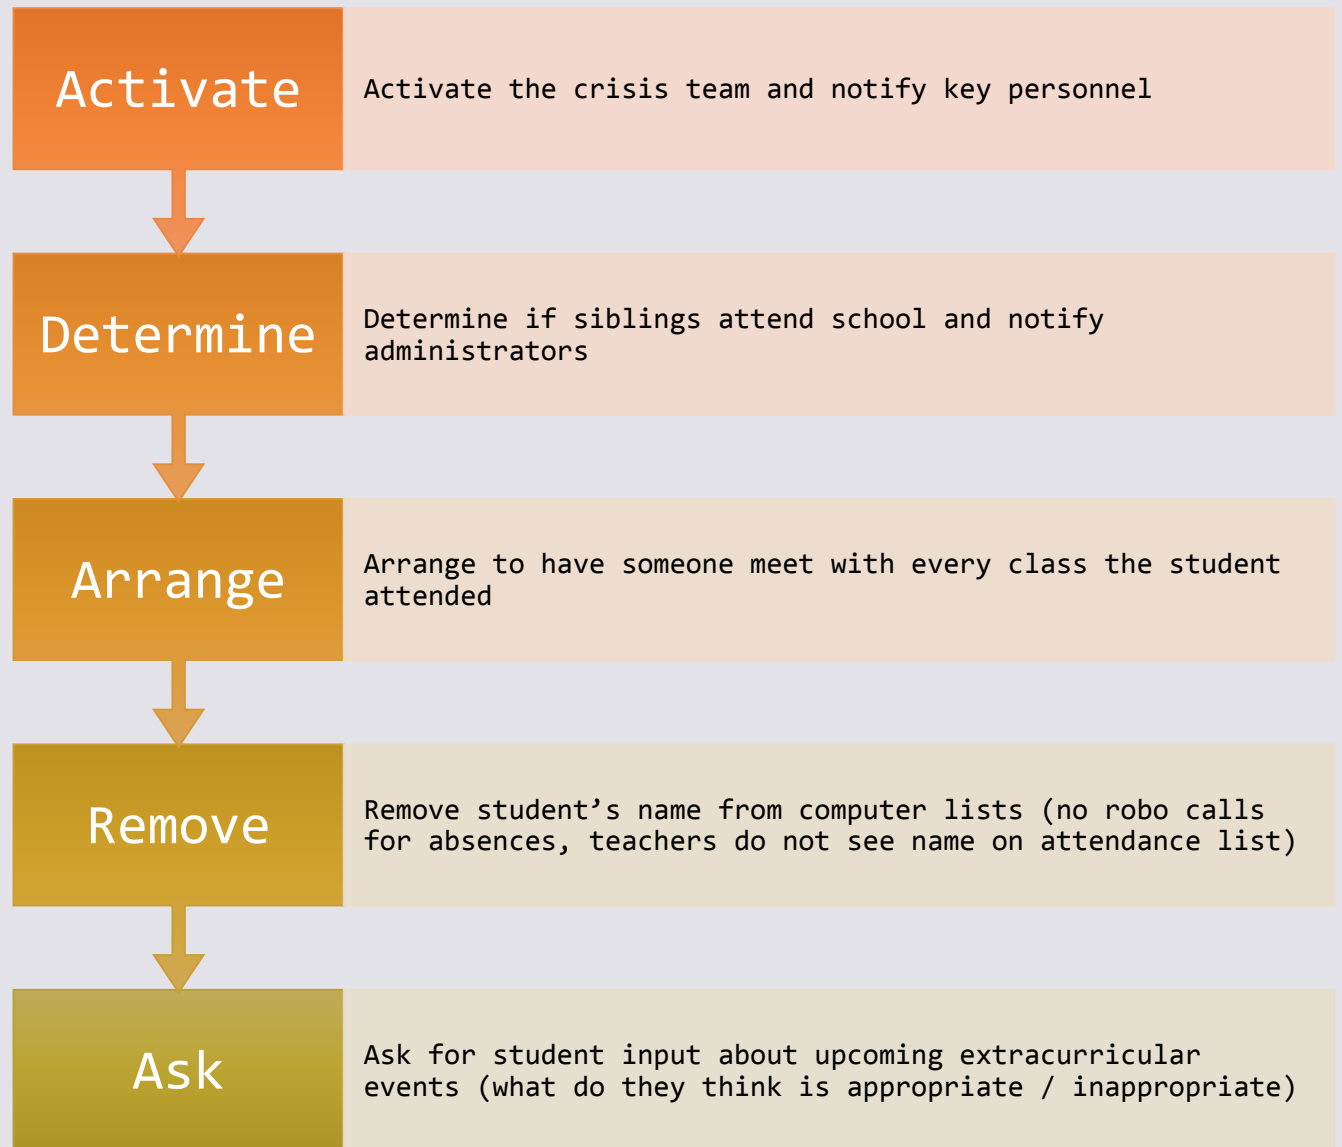 Activate
Activate the crisis team and notify key personnel
Determine
Determine if siblings attend school and notify
administrators
Arrange
Arrange to have someone meet with every class the student
attended
Remove
Remove student’s name from computer lists (no robo calls
for absences, teachers do not see name on attendance list)
Ask
Ask for student input about upcoming extracurricular
events (what do they think is appropriate / inappropriate)